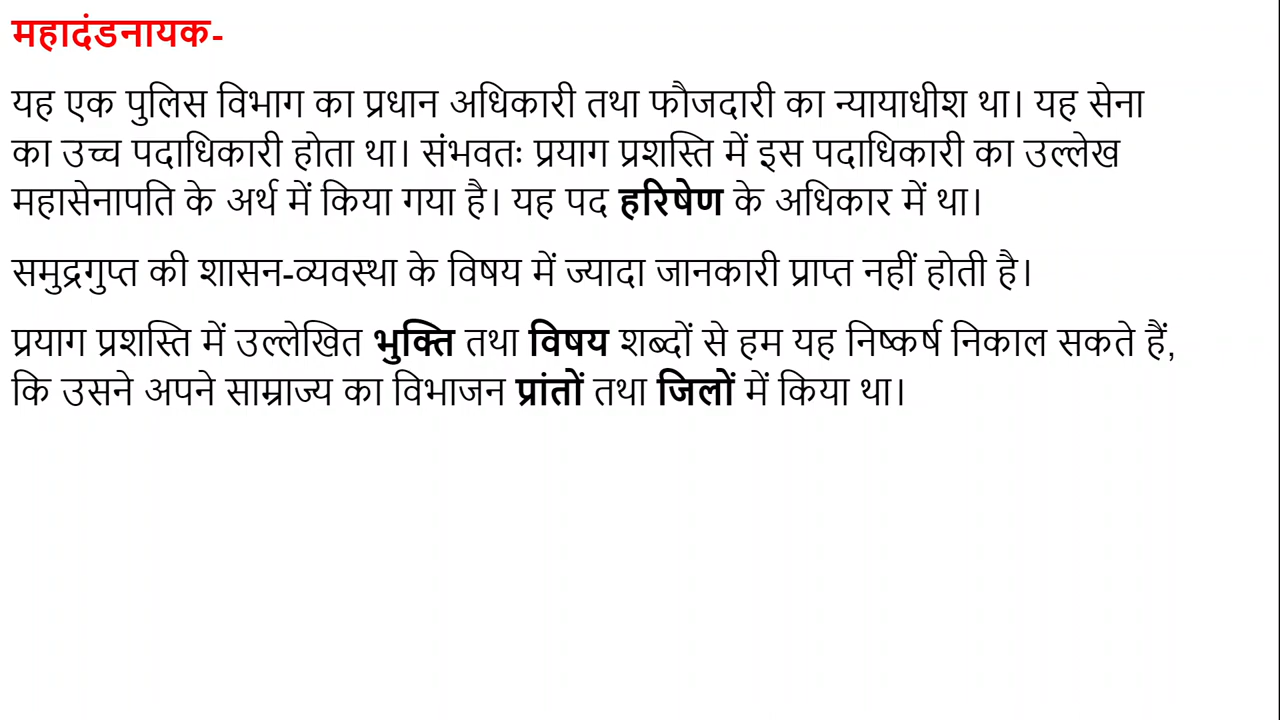 महादंडनायक-
यह एक पुलिस विभाग का प्रधान अधिकारी तथा फौजदारी का न्यायाधीश था। यह सेना
का उच्च पदाधिकारी होता था। संभवतः प्रयाग प्रशस्ति में इस पदाधिकारी का उल्लेख
महासेनापति के अर्थ में किया गया है। यह पद हरिषेण के अधिकार में था।
समुद्रगुप्त की शासन-व्यवस्था के विषय में ज्यादा जानकारी प्राप्त नहीं होती है।
प्रयाग प्रशस्ति में उल्लेखित भुक्ति तथा विषय शब्दों से हम यह निष्कर्ष निकाल सकते हैं,
कि उसने अपने साम्राज्य का विभाजन प्रांतों तथा जिलों में किया था।